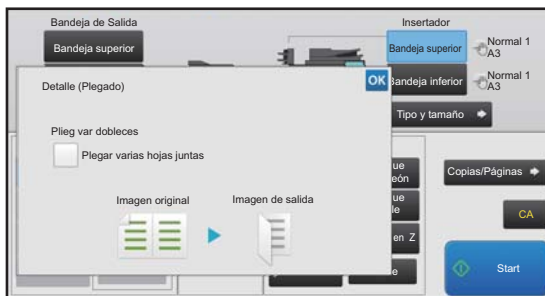 Bandeja de Salida
Insertador
Bandeja superior
Bandeja superior
Normal 1
A3
Detalle (Plegado)
OK
Bandeja inferior
Normal 1
A3
Tipo y tamaño
Plieg var dobleces
Plegar varias hojas juntas
Copias/Páginas
Imagen original
Imagen de salida
CA
en Z
Start